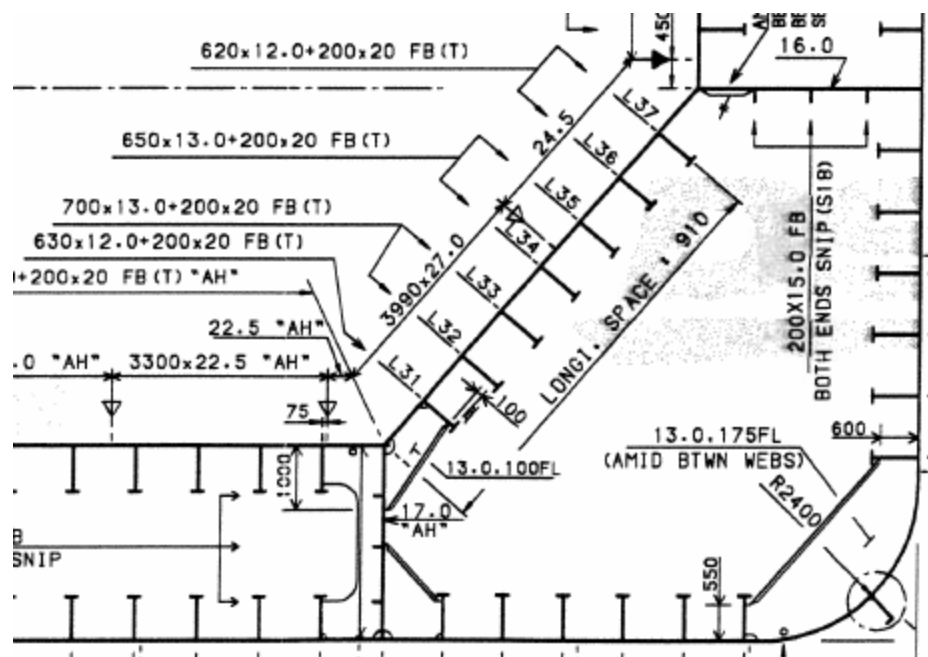 450
16.0
620x12.0+200x20 FB(T)
L37
24.5
650x13.0+200x20 FB(T)
L36
L35
700x13.0+200x20 FB(T)
L34
630x12.0+200x20 FB(T)
3990x27.0
+200x20 FB(T) "AH"
L33
LONGI. SPACE = 910
200X15.0 FB
BOTH ENDS SNIP(S1B)
22.5 "AH"
L32
.0 "AH"
3300x22.5 "AH"
L31
100
75
600
13.0.175FL
(AMID BTWN WEBS)
T
13.0.100FL
1000
R2400
17.0
"AH"
SNIP
550